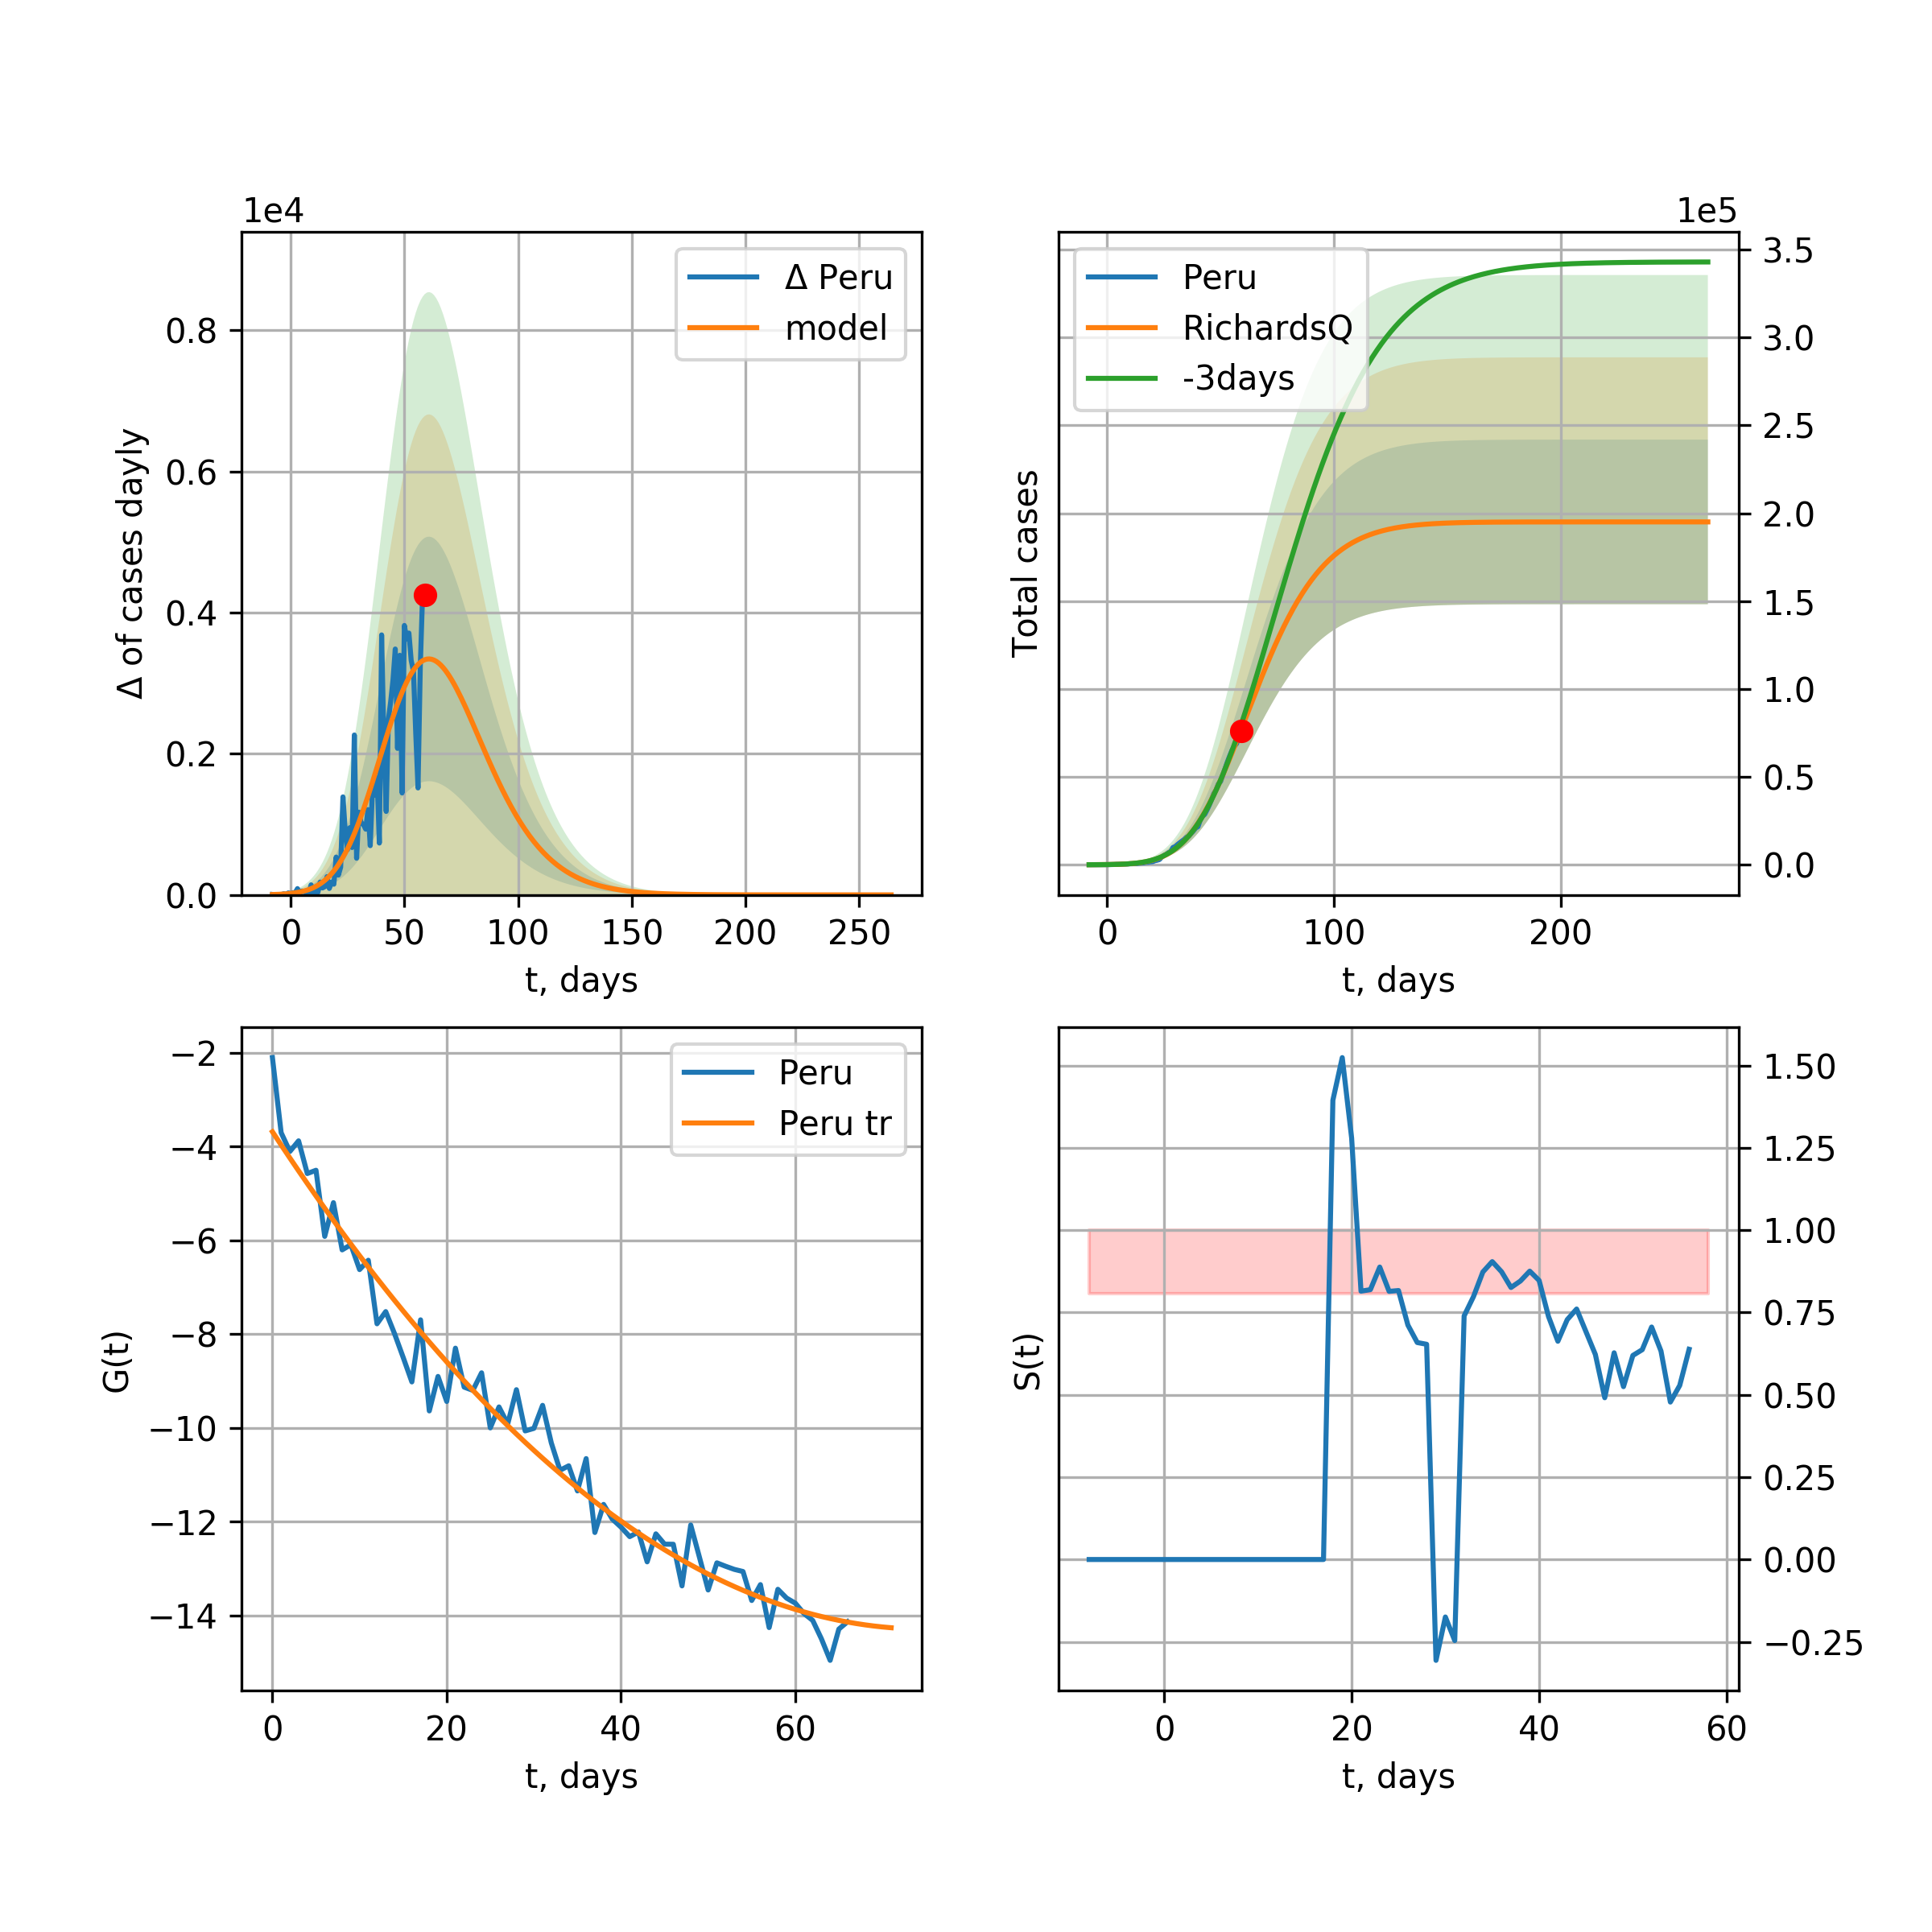 1e4
Δ Peru
model
Δ of cases dayly
0.8
0.6
0.4
0.2
0.0
0 50 100 150 200 250
t, days
1e5
Peru
RichardsQ
-3days
Total cases
3.5
3.0
2.5
2.0
1.5
1.0
0.5
0.0
0 100 200
t, days
Peru
Peru tr
G(t)
−2
−4
−6
−8
−10
−12
−14
0 20 40 60
t, days
S(t)
1.50
1.25
1.00
0.75
0.50
0.25
0.00
−0.25
0 20 40 60
t, days